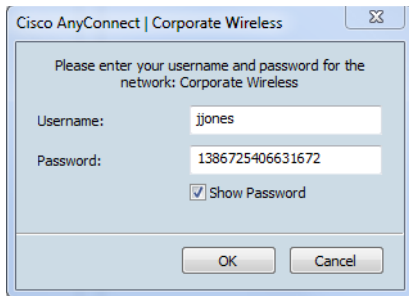 Cisco AnyConnect | Corporate Wireless
Please enter your username and password for the
network: Corporate Wireless
Username: jjones
Password: 1386725406631672
Show Password
OK Cancel